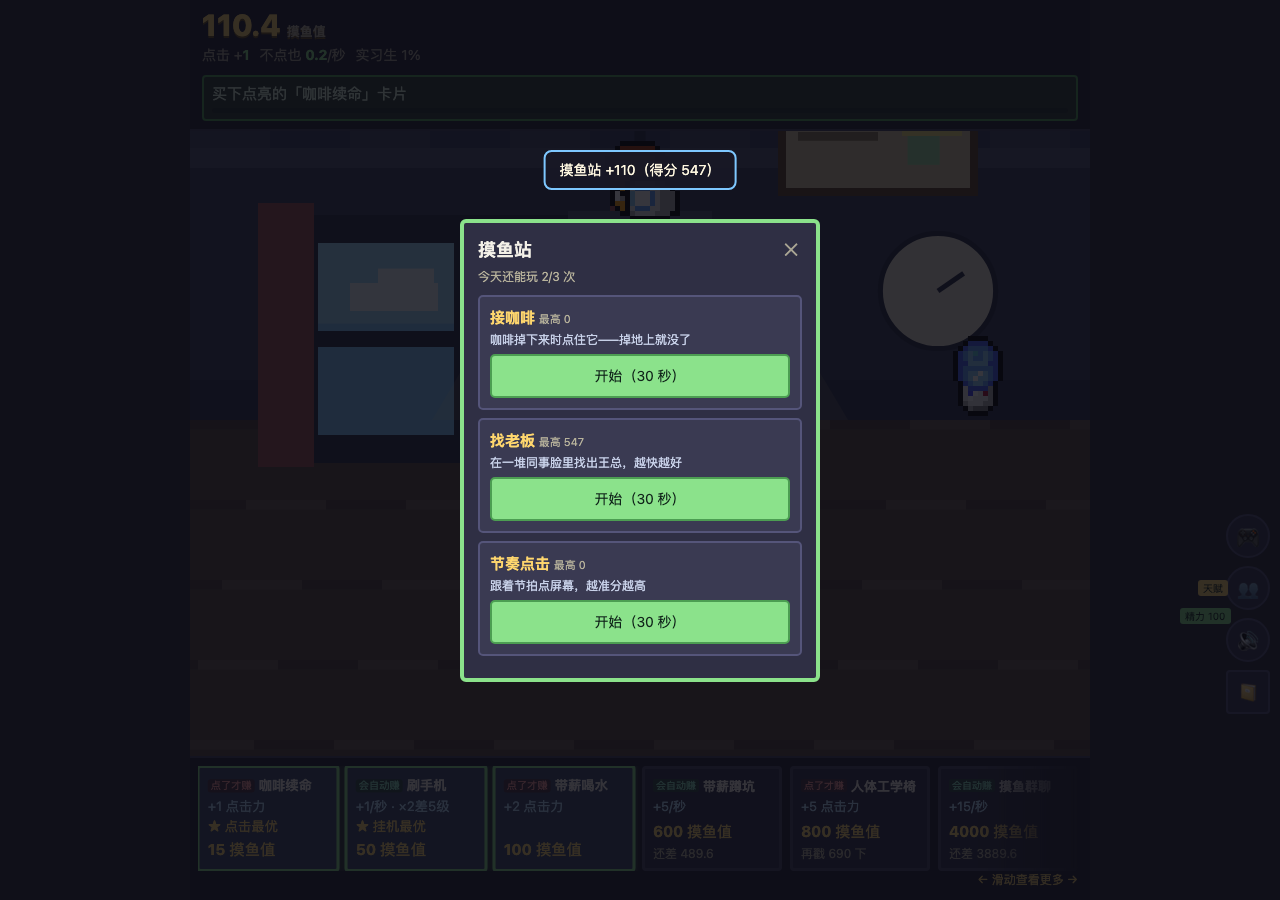 110.4 摸鱼值
点击 +1 不点也 0.2/秒 实习生 1%
买下点亮的「咖啡续命」卡片
摸鱼站 +110（得分 547）
摸鱼站
今天还能玩 2/3 次
接咖啡 最高 0
咖啡掉下来时点住它——掉地上就没了
开始（30 秒）
找老板 最高 547
在一堆同事脸里找出王总，越快越好
开始（30 秒）
节奏点击 最高 0
跟着节拍点屏幕，越准分越高
开始（30 秒）
天赋
精力 100
点了才赚 咖啡续命
+1 点击力
★ 点击最优
15 摸鱼值
会自动赚 刷手机
+1/秒 · ×2差5级
★ 挂机最优
50 摸鱼值
点了才赚 带薪喝水
+2 点击力
100 摸鱼值
会自动赚 带薪蹲坑
+5/秒
600 摸鱼值
还差 489.6
点了才赚 人体工学椅
+5 点击力
800 摸鱼值
再戳 690 下
会自动赚 摸鱼群聊
+15/秒
4000 摸鱼值
还差 3889.6
← 滑动查看更多 →